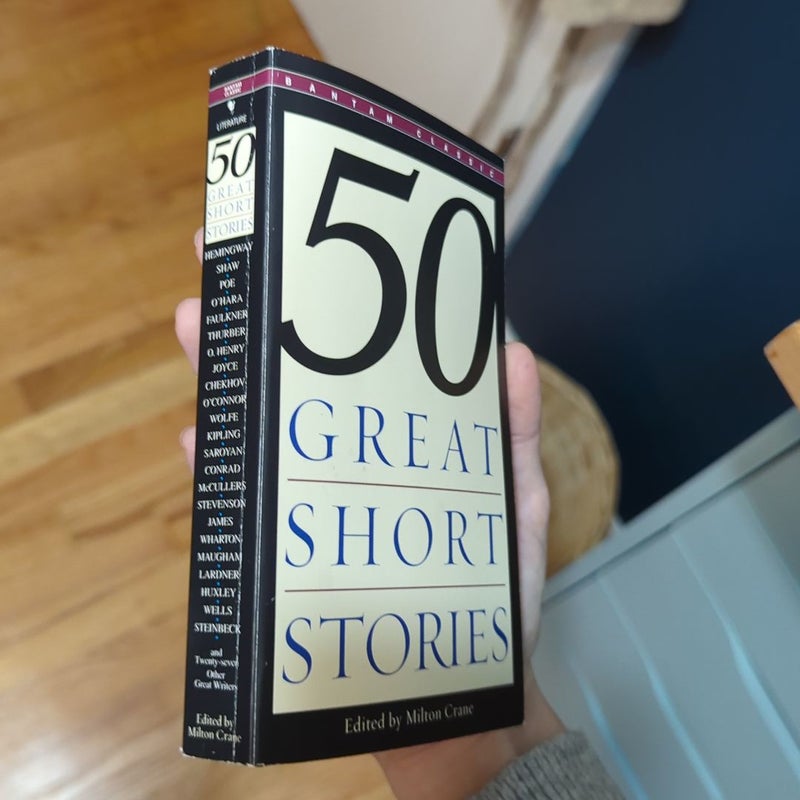 BANTAM
CLASSIC
LITERATURE
50
GREAT
SHORT
STORIES
HEMINGWAY
SHAW
POE
O'HARA
FAULKNER
THURBER
O. HENRY
JOYCE
CHEKHOV
O'CONNOR
WOLFE
KIPLING
SAROYAN
CONRAD
McCULLERS
STEVENSON
JAMES
WHARTON
MAUGHAM
LARDNER
HUXLEY
WELLS
STEINBECK
and
Twenty-seven
Other
Great Writers
Edited by
Milton Crane
BANTAM CLASSIC
50
GREAT
SHORT
STORIES
Edited by Milton Crane